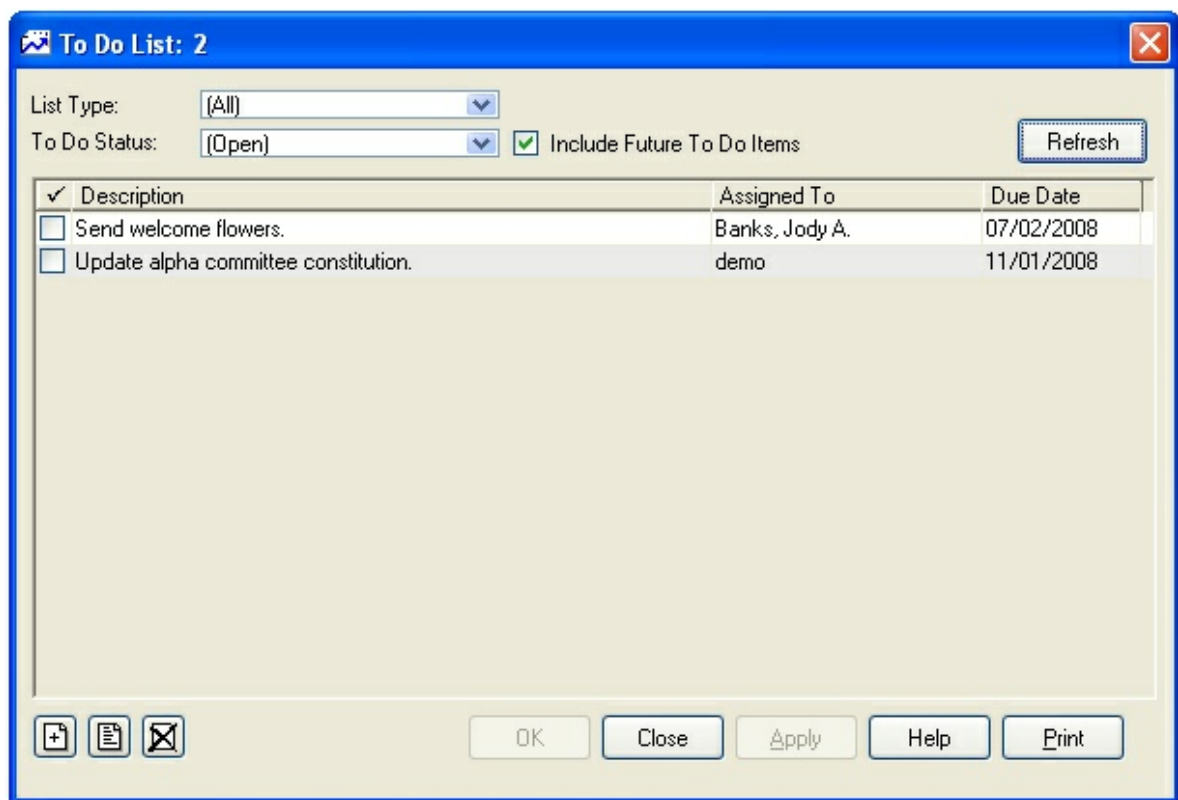 To Do List: 2
List Type: (All)
To Do Status: (Open) Include Future To Do Items Refresh
Description Assigned To Due Date
Send welcome flowers. Banks, Jody A. 07/02/2008
Update alpha committee constitution. demo 11/01/2008
OK Close Apply Help Print